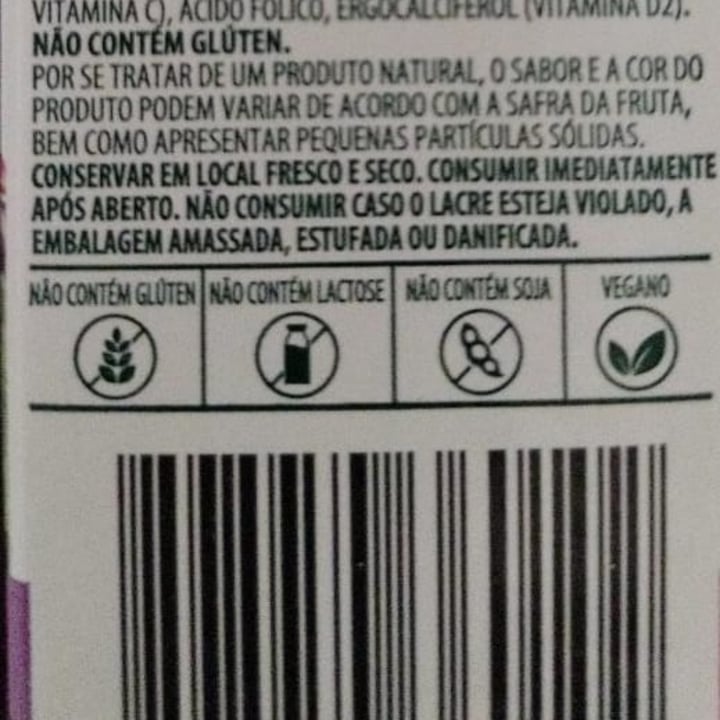 VITAMINA C), ÁCIDO FÓLICO, ERGOCALCIFEROL (VITAMINA D2).
NÃO CONTÉM GLÚTEN.
POR SE TRATAR DE UM PRODUTO NATURAL, O SABOR E A COR DO
PRODUTO PODEM VARIAR DE ACORDO COM A SAFRA DA FRUTA,
BEM COMO APRESENTAR PEQUENAS PARTÍCULAS SÓLIDAS.
CONSERVAR EM LOCAL FRESCO E SECO. CONSUMIR IMEDIATAMENTE
APÓS ABERTO. NÃO CONSUMIR CASO O LACRE ESTEJA VIOLADO, A
EMBALAGEM AMASSADA, ESTUFADA OU DANIFICADA.
NÃO CONTÉM GLÚTEN NÃO CONTÉM LACTOSE NÃO CONTÉM SOJA VEGANO